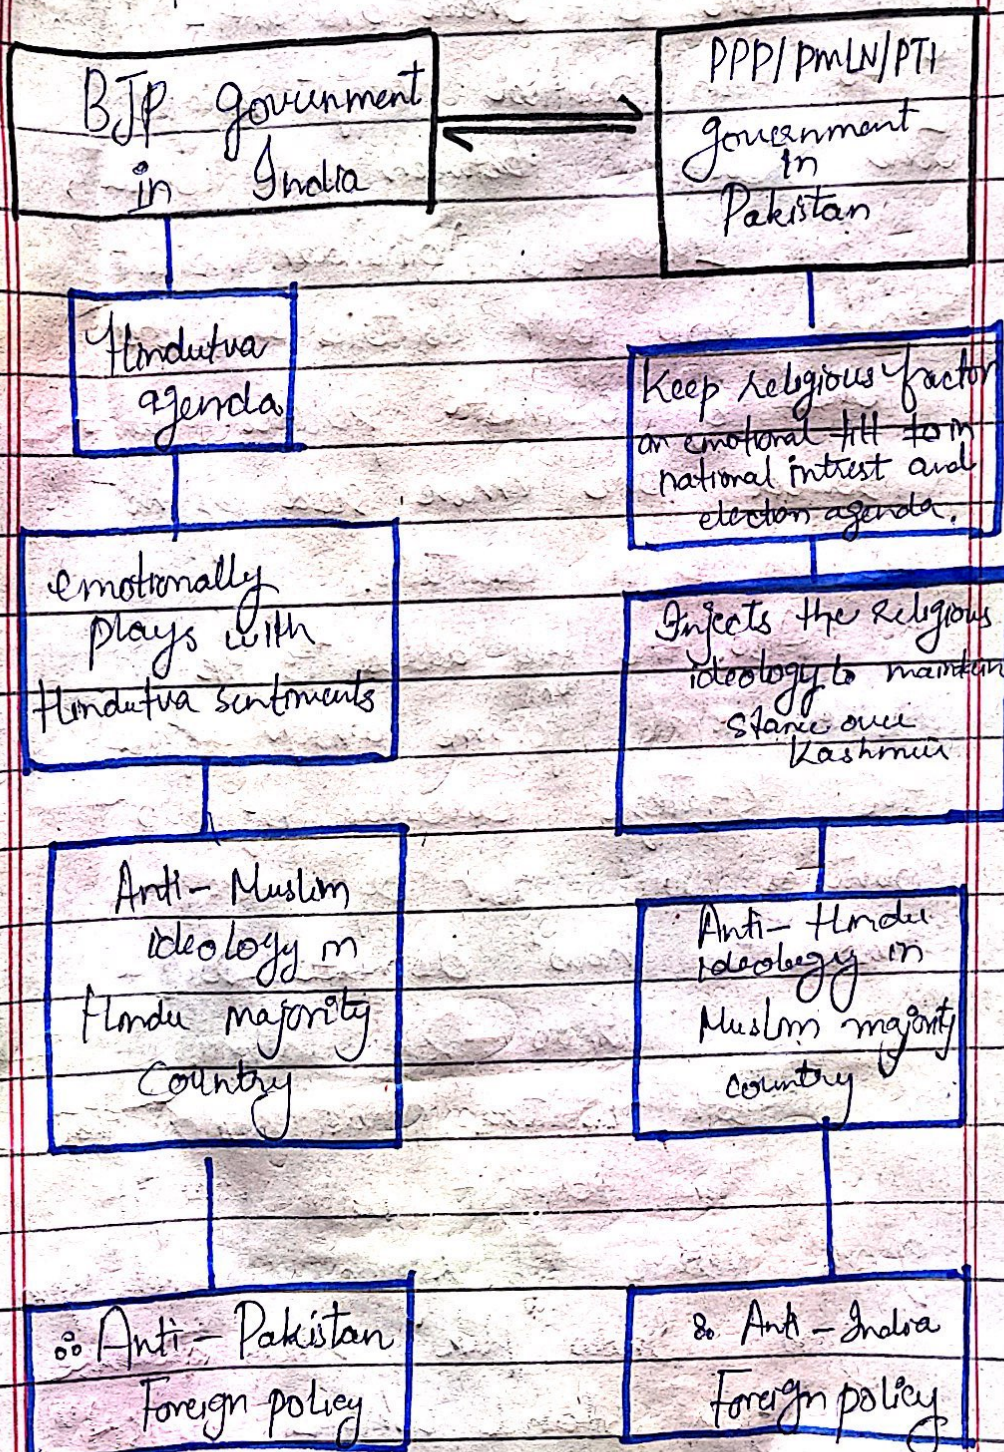 BJP government
in India
PPP/PMLN/PTI
government
in
Pakistan
Hindutva
agenda
emotionally
plays with
Hindutva sentiments
Anti-Muslim
ideology in
Hindu majority
Country
∴ Anti-Pakistan
Foreign policy
Keep religious factor
an emotional tilt to in
national intrest and
election agenda.
Injects the religious
ideology to maintain
stance over
Kashmir
Anti-Hindu
ideology in
Muslim majority
country
∴ Anti-India
Foreign policy